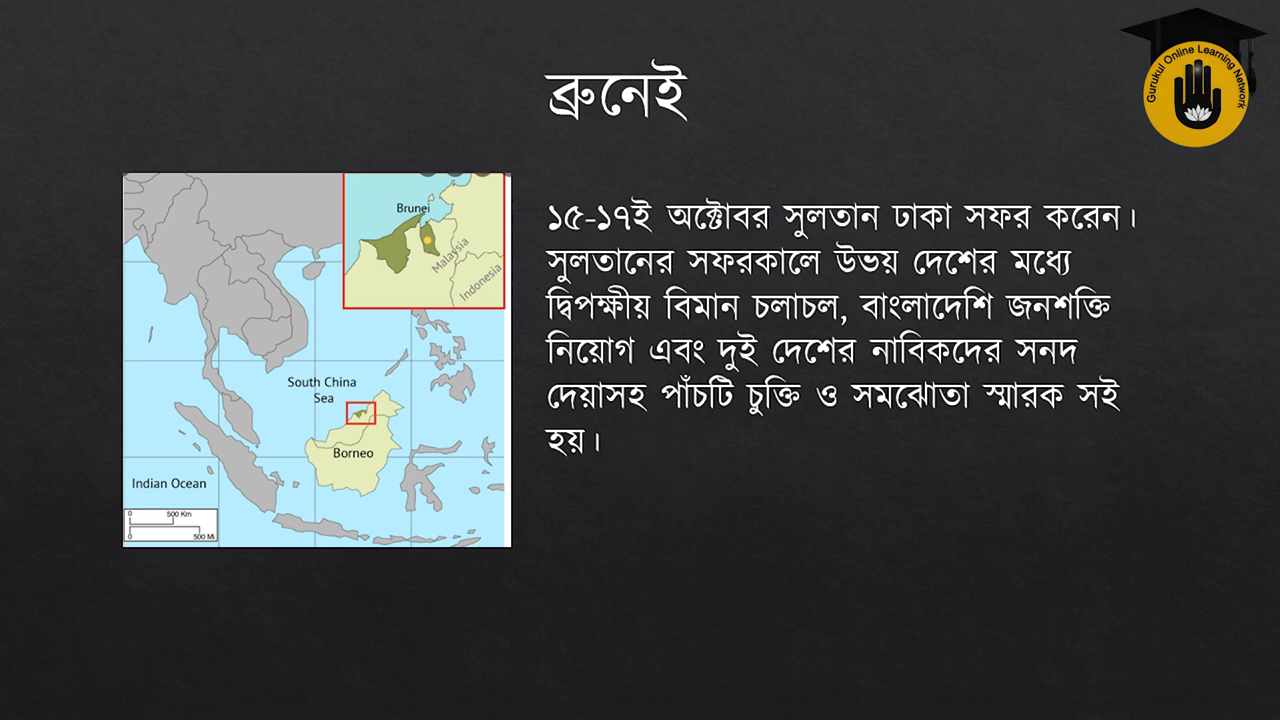 ব্রুনেই
Gurukul Online Learning Network
১৫-১৭ই অক্টোবর সুলতান ঢাকা সফর করেন।
সুলতানের সফরকালে উভয় দেশের মধ্যে
দ্বিপক্ষীয় বিমান চলাচল, বাংলাদেশি জনশক্তি
নিয়োগ এবং দুই দেশের নাবিকদের সনদ
দেয়াসহ পাঁচটি চুক্তি ও সমঝোতা স্মারক সই
হয়।
Brunei
Malaysia
Indonesia
South China
Sea
Borneo
Indian Ocean
0 500 Km
0 500 Mi